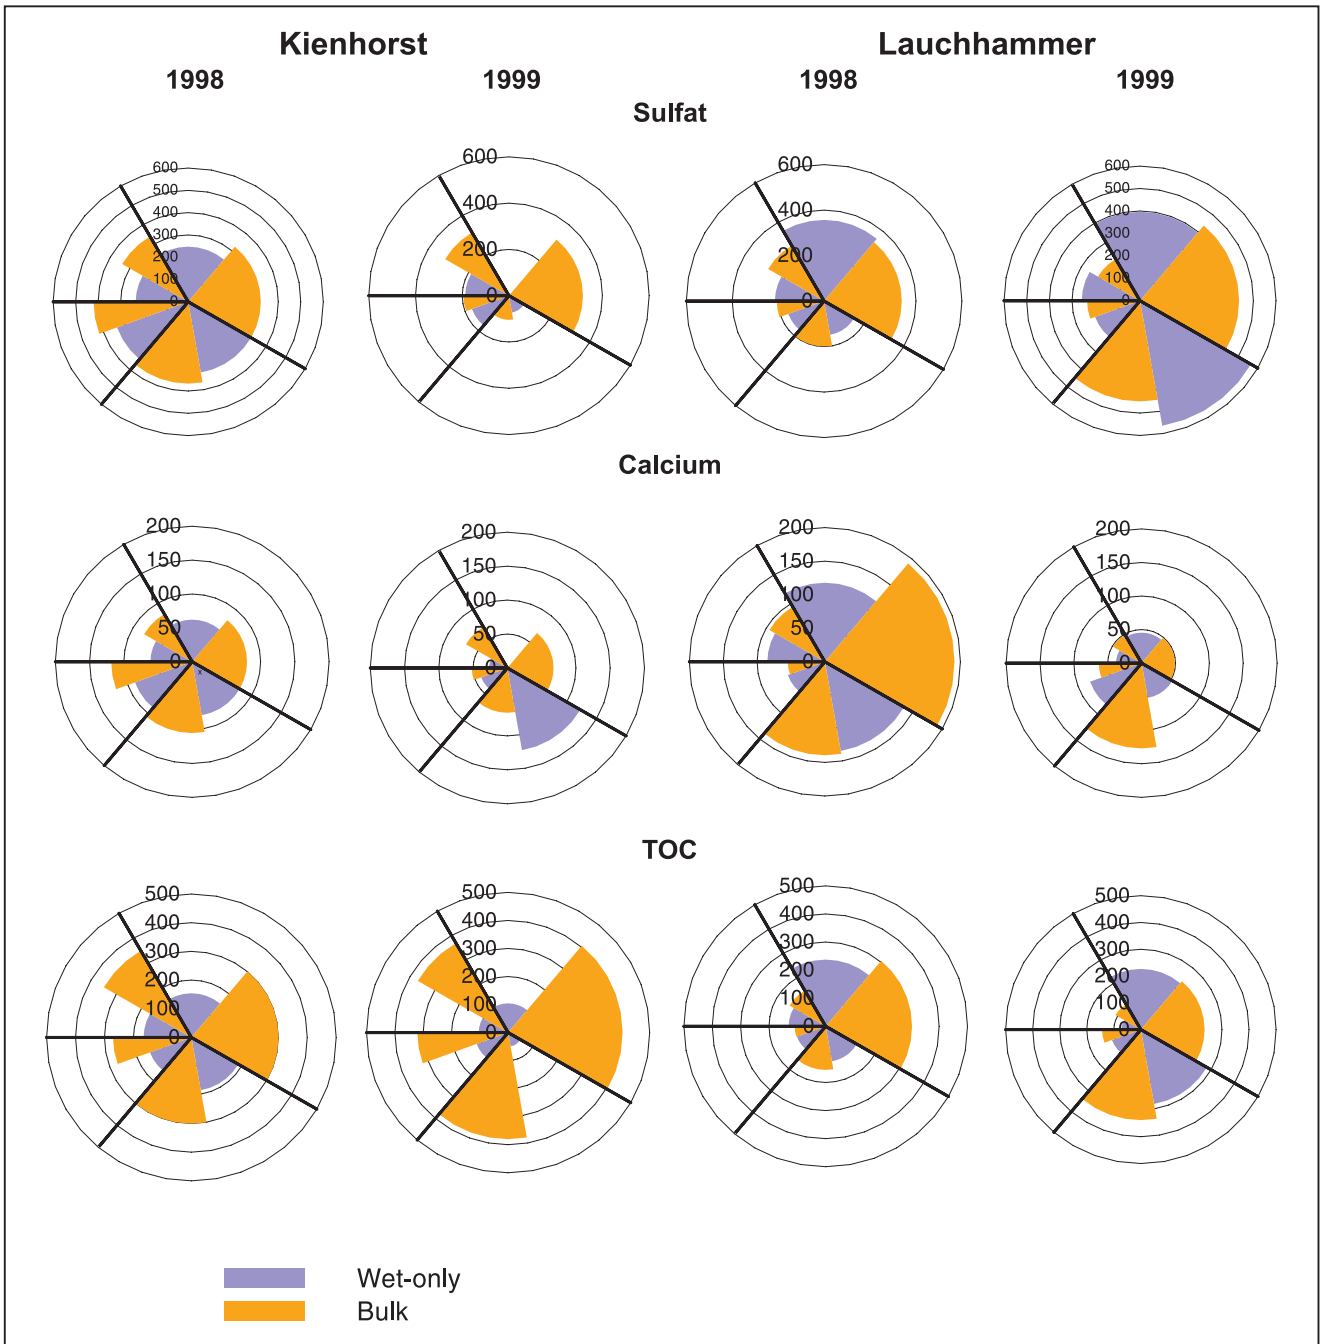 Kienhorst Lauchhammer
1998 1999 1998 1999
Sulfat
600 600 600 600
500 500
400 400 400 400
300 300
200 200 200 200
100 100
0 0 0 0
Calcium
200 200 200 200
150 150 150 150
100 100 100 100
50 50 50 50
0 0 0 0
x
TOC
500 500 500 500
400 400 400 400
300 300 300 300
200 200 200 200
100 100 100 100
0 0 0 0
Wet-only
Bulk